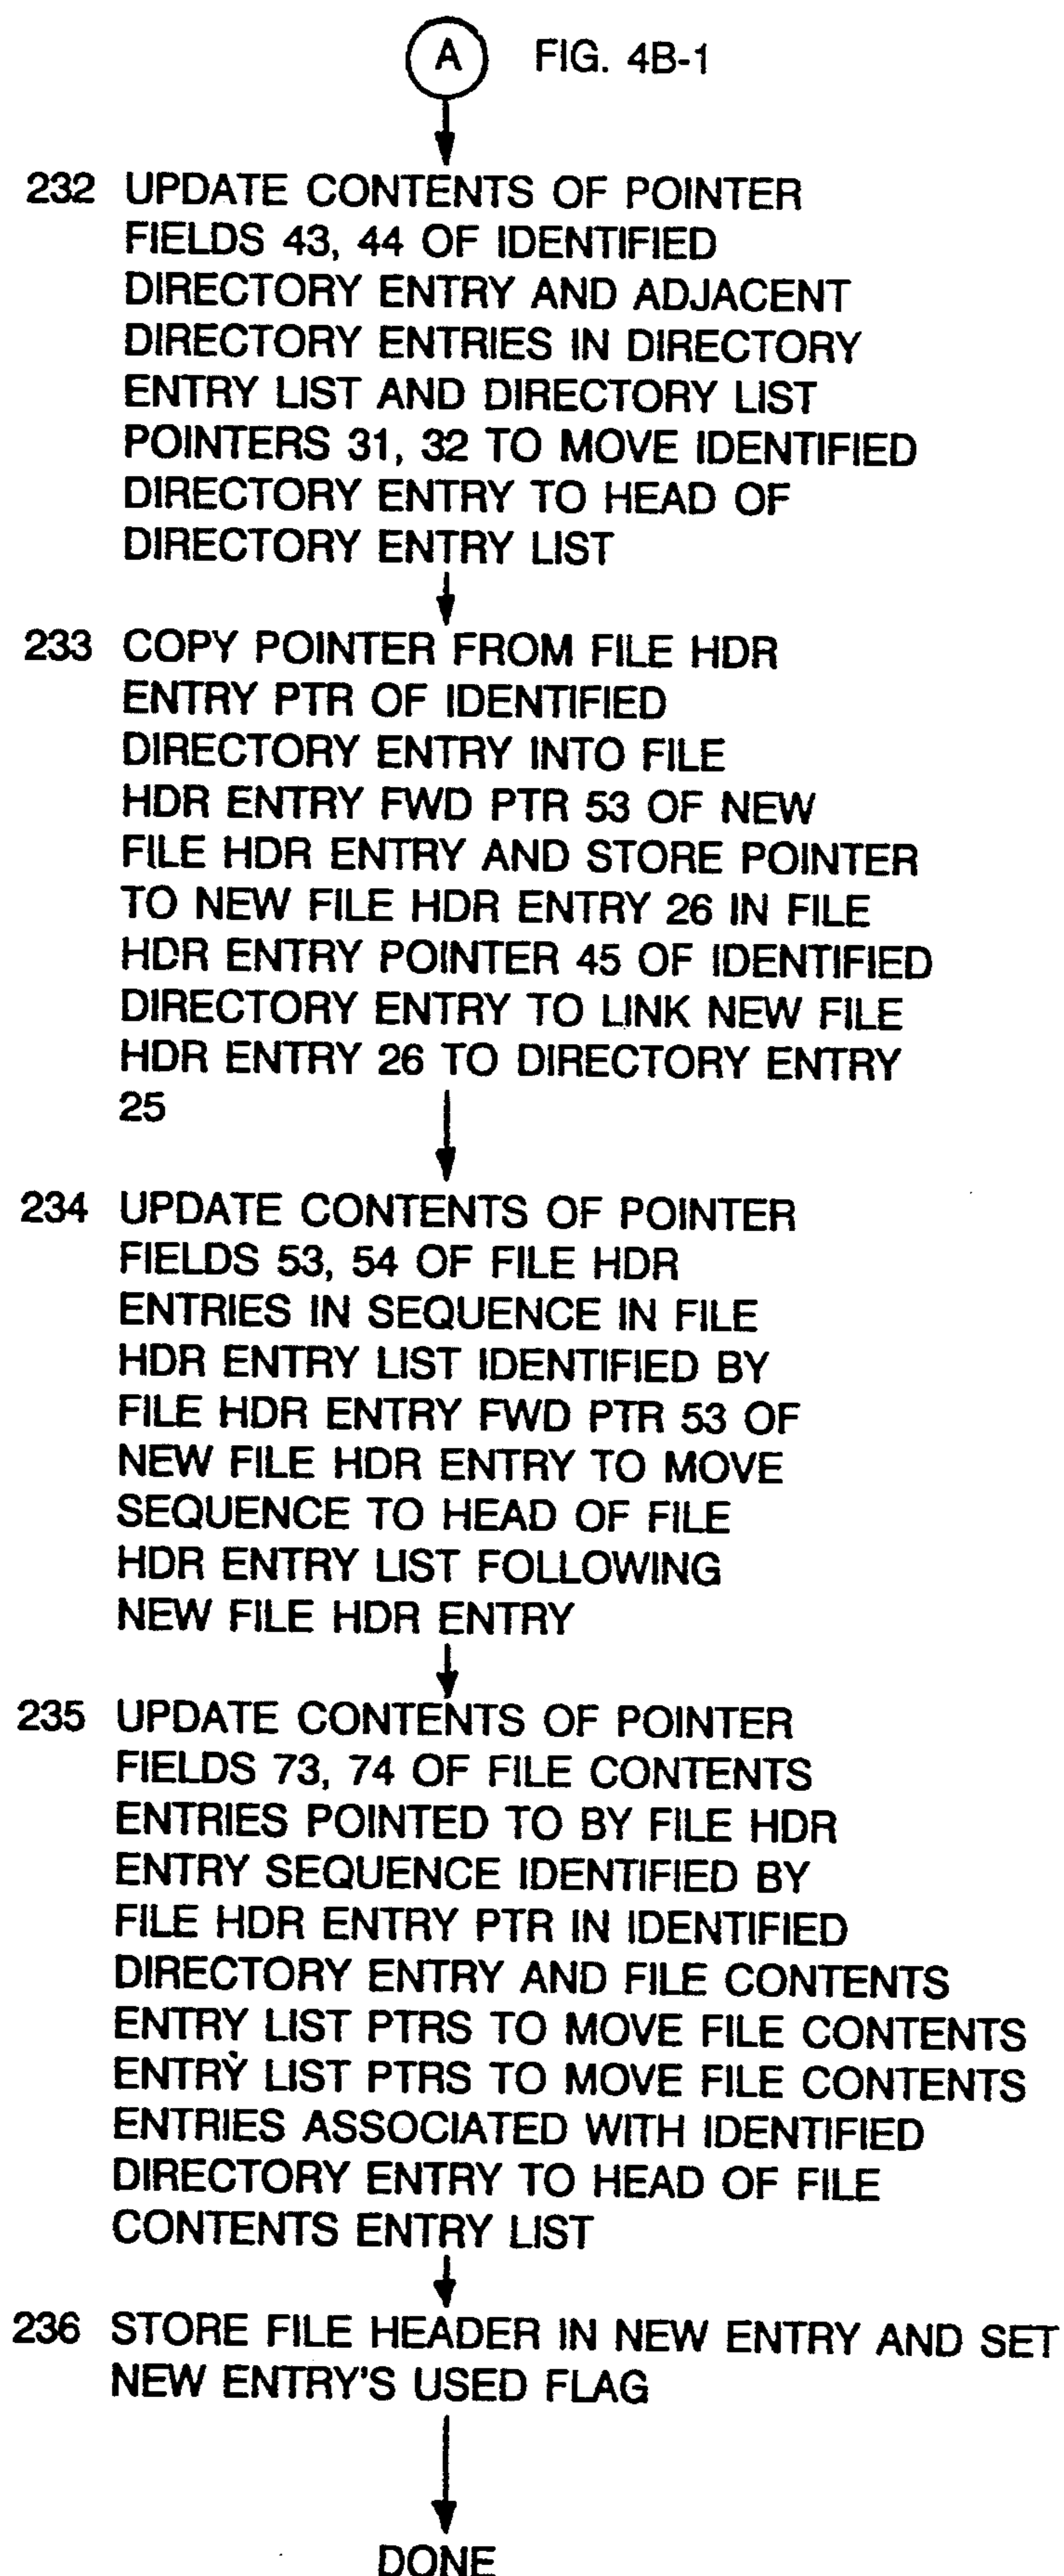 A FIG. 4B-1
232 UPDATE CONTENTS OF POINTER
FIELDS 43, 44 OF IDENTIFIED
DIRECTORY ENTRY AND ADJACENT
DIRECTORY ENTRIES IN DIRECTORY
ENTRY LIST AND DIRECTORY LIST
POINTERS 31, 32 TO MOVE IDENTIFIED
DIRECTORY ENTRY TO HEAD OF
DIRECTORY ENTRY LIST
233 COPY POINTER FROM FILE HDR
ENTRY PTR OF IDENTIFIED
DIRECTORY ENTRY INTO FILE
HDR ENTRY FWD PTR 53 OF NEW
FILE HDR ENTRY AND STORE POINTER
TO NEW FILE HDR ENTRY 26 IN FILE
HDR ENTRY POINTER 45 OF IDENTIFIED
DIRECTORY ENTRY TO LINK NEW FILE
HDR ENTRY 26 TO DIRECTORY ENTRY
25
234 UPDATE CONTENTS OF POINTER
FIELDS 53, 54 OF FILE HDR
ENTRIES IN SEQUENCE IN FILE
HDR ENTRY LIST IDENTIFIED BY
FILE HDR ENTRY FWD PTR 53 OF
NEW FILE HDR ENTRY TO MOVE
SEQUENCE TO HEAD OF FILE
HDR ENTRY LIST FOLLOWING
NEW FILE HDR ENTRY
235 UPDATE CONTENTS OF POINTER
FIELDS 73, 74 OF FILE CONTENTS
ENTRIES POINTED TO BY FILE HDR
ENTRY SEQUENCE IDENTIFIED BY
FILE HDR ENTRY PTR IN IDENTIFIED
DIRECTORY ENTRY AND FILE CONTENTS
ENTRY LIST PTRS TO MOVE FILE CONTENTS
ENTRY LIST PTRS TO MOVE FILE CONTENTS
ENTRIES ASSOCIATED WITH IDENTIFIED
DIRECTORY ENTRY TO HEAD OF FILE
CONTENTS ENTRY LIST
236 STORE FILE HEADER IN NEW ENTRY AND SET
NEW ENTRY'S USED FLAG
DONE